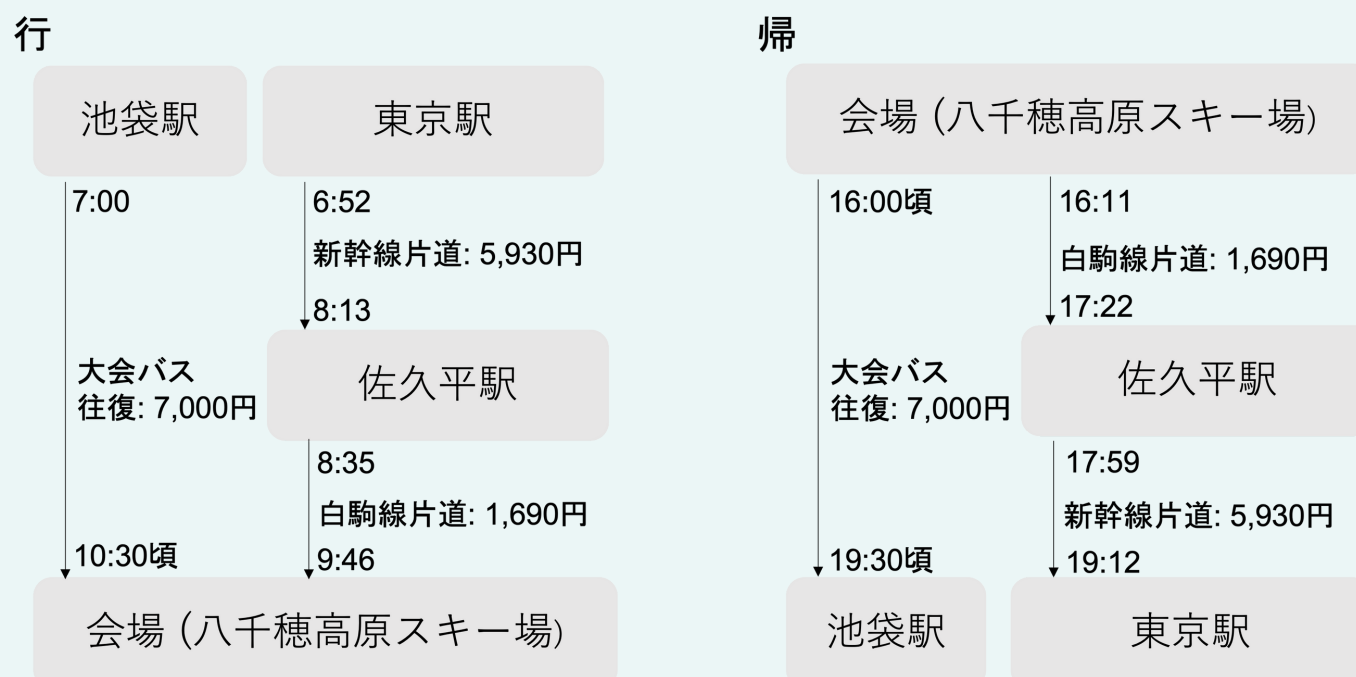 行
池袋駅
東京駅
7:00
6:52
新幹線片道: 5,930円
8:13
大会バス
往復: 7,000円
佐久平駅
8:35
白駒線片道: 1,690円
10:30頃
9:46
会場 (八千穂高原スキー場)
帰
会場 (八千穂高原スキー場)
16:00頃
16:11
白駒線片道: 1,690円
17:22
大会バス
往復: 7,000円
佐久平駅
17:59
新幹線片道: 5,930円
19:30頃
19:12
池袋駅
東京駅